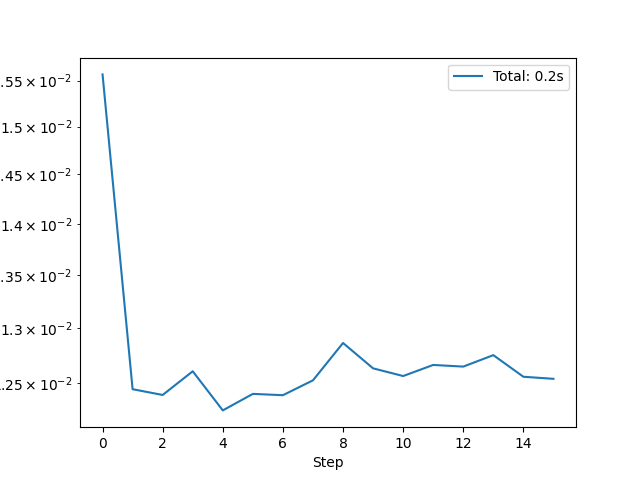 Total: 0.2s
.55 × 10⁻²
1.5 × 10⁻²
.45 × 10⁻²
1.4 × 10⁻²
.35 × 10⁻²
1.3 × 10⁻²
.25 × 10⁻²
0 2 4 6 8 10 12 14
Step